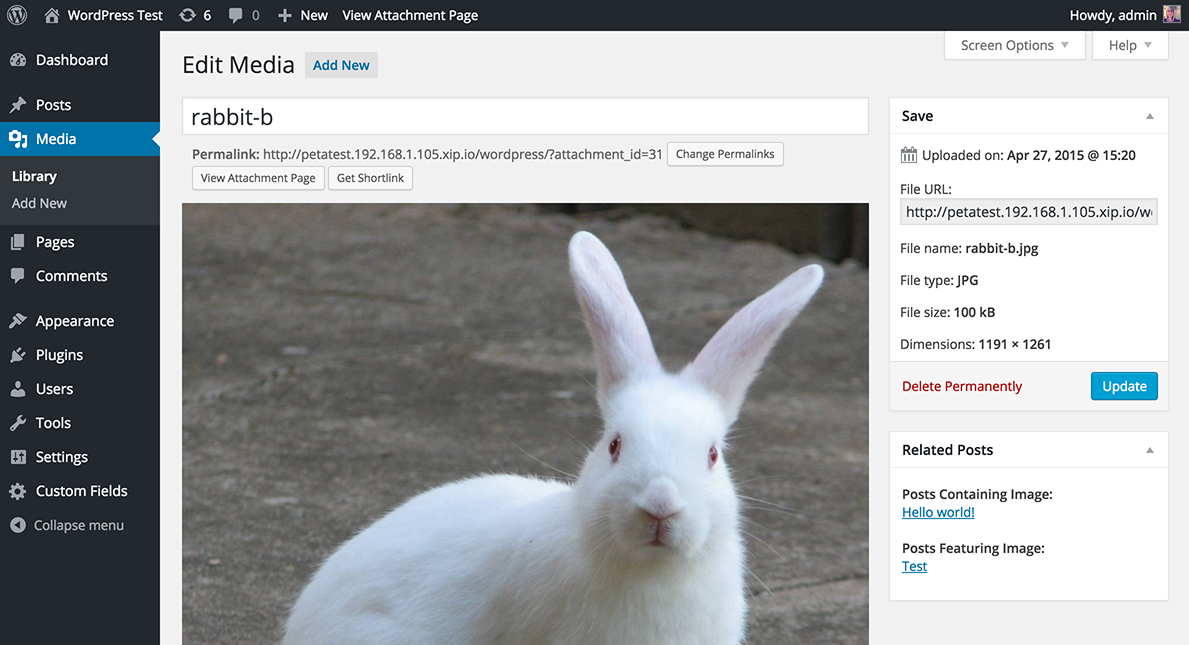 WordPress Test 6 0 New View Attachment Page Howdy, admin
Dashboard
Posts
Media
Library
Add New
Pages
Comments
Appearance
Plugins
Users
Tools
Settings
Custom Fields
Collapse menu
Screen Options Help
Edit Media Add New
rabbit-b
Permalink: http://petatest.192.168.1.105.xip.io/wordpress/?attachment_id=31 Change Permalinks
View Attachment Page Get Shortlink
Save
Uploaded on: Apr 27, 2015 @ 15:20
File URL:
http://petatest.192.168.1.105.xip.io/w
File name: rabbit-b.jpg
File type: JPG
File size: 100 kB
Dimensions: 1191 × 1261
Delete Permanently Update
Related Posts
Posts Containing Image:
Hello world!
Posts Featuring Image:
Test